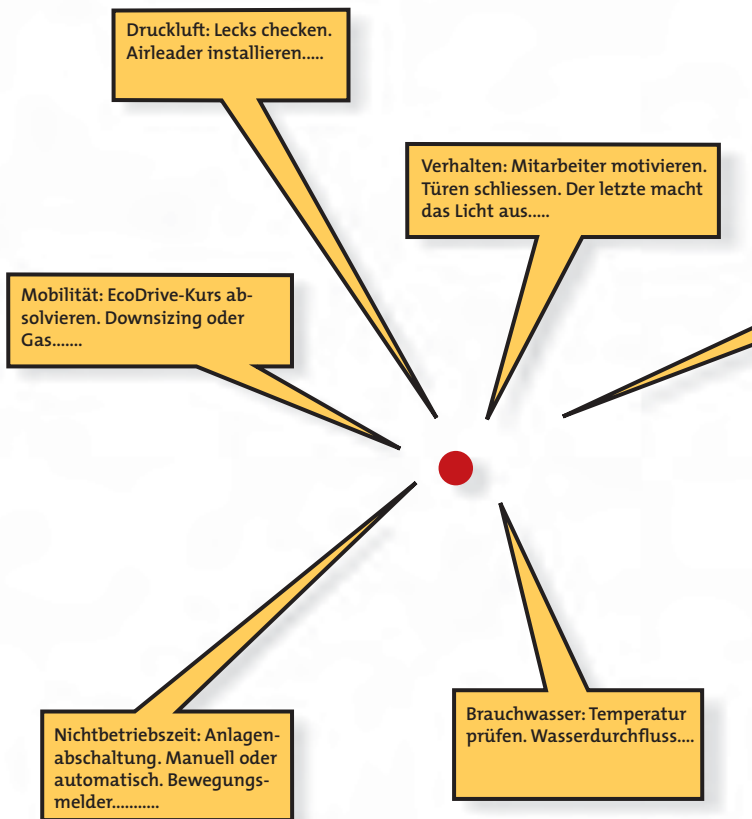 Druckluft: Lecks checken.
Airleader installieren.....
Verhalten: Mitarbeiter motivieren.
Türen schliessen. Der letzte macht
das Licht aus.....
Mobilität: EcoDrive-Kurs ab-
solvieren. Downsizing oder
Gas.......
Nichtbetriebszeit: Anlagen-
abschaltung. Manuell oder
automatisch. Bewegungs-
melder...........
Brauchwasser: Temperatur
prüfen. Wasserdurchfluss....